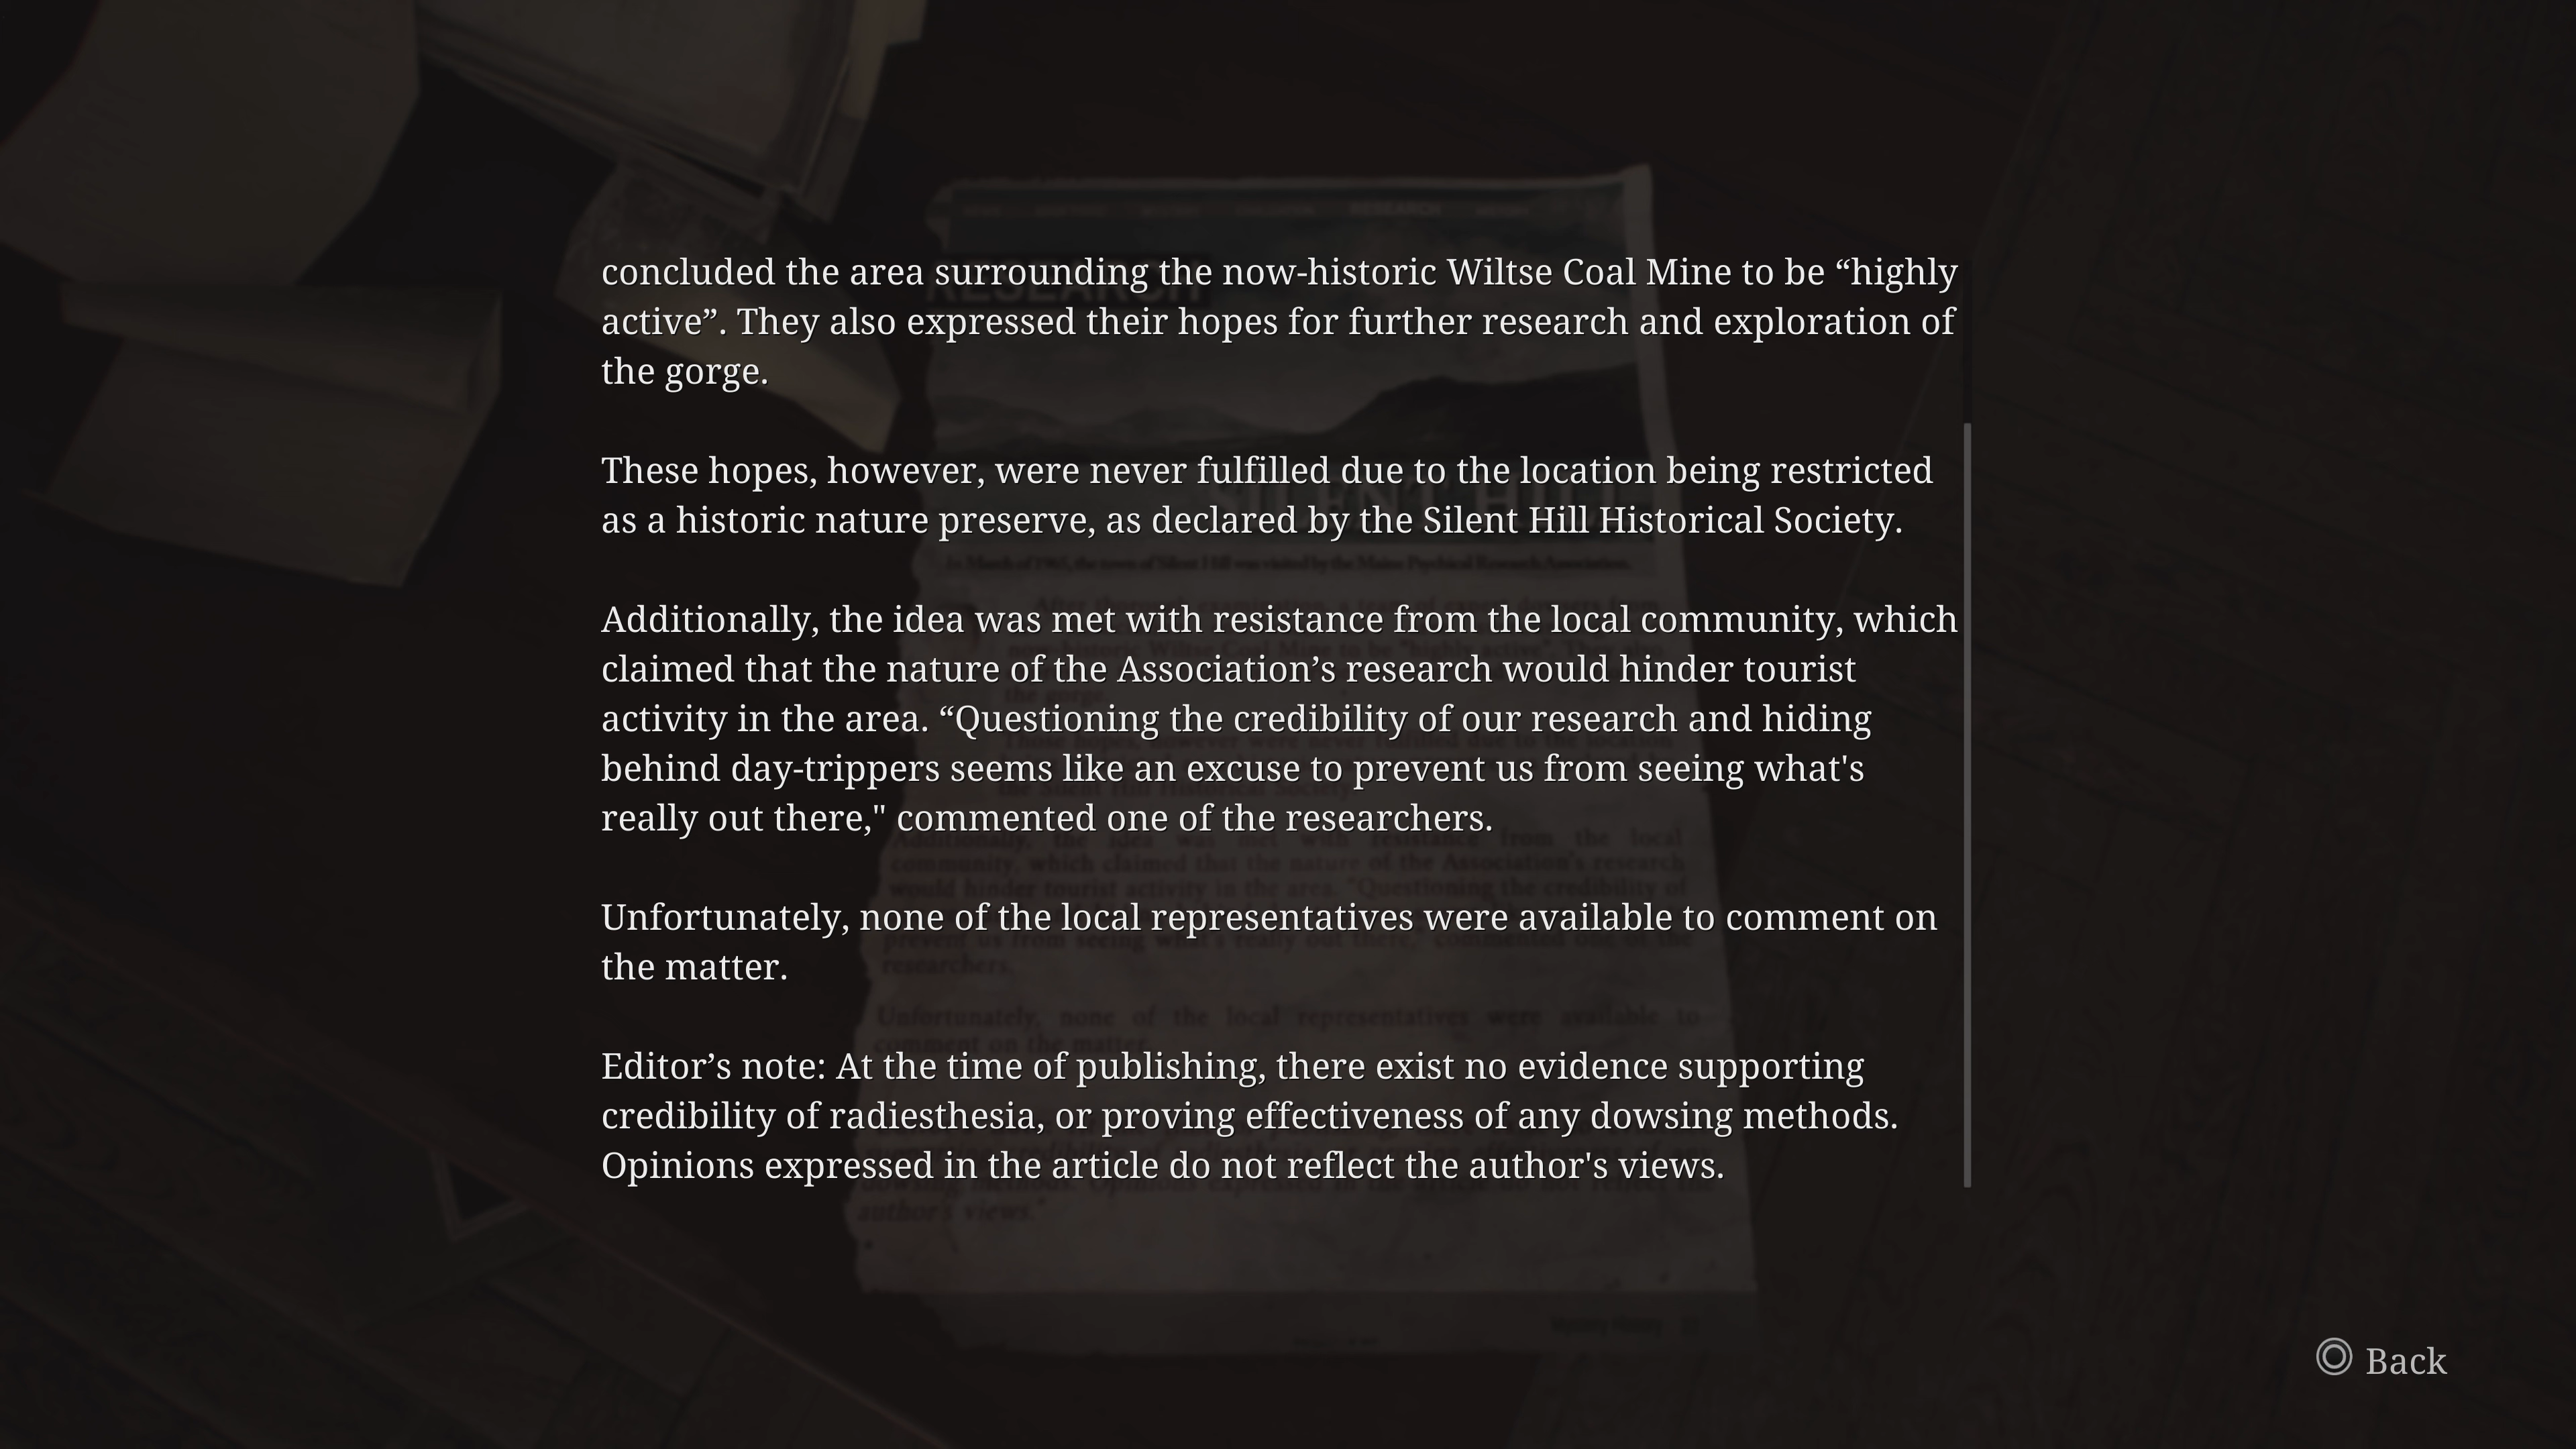 concluded the area surrounding the now-historic Wiltse Coal Mine to be “highly
active”. They also expressed their hopes for further research and exploration of
the gorge.
These hopes, however, were never fulfilled due to the location being restricted
as a historic nature preserve, as declared by the Silent Hill Historical Society.
Additionally, the idea was met with resistance from the local community, which
claimed that the nature of the Association’s research would hinder tourist
activity in the area. “Questioning the credibility of our research and hiding
behind day-trippers seems like an excuse to prevent us from seeing what's
really out there," commented one of the researchers.
Unfortunately, none of the local representatives were available to comment on
the matter.
Editor’s note: At the time of publishing, there exist no evidence supporting
credibility of radiesthesia, or proving effectiveness of any dowsing methods.
Opinions expressed in the article do not reflect the author's views.
Back